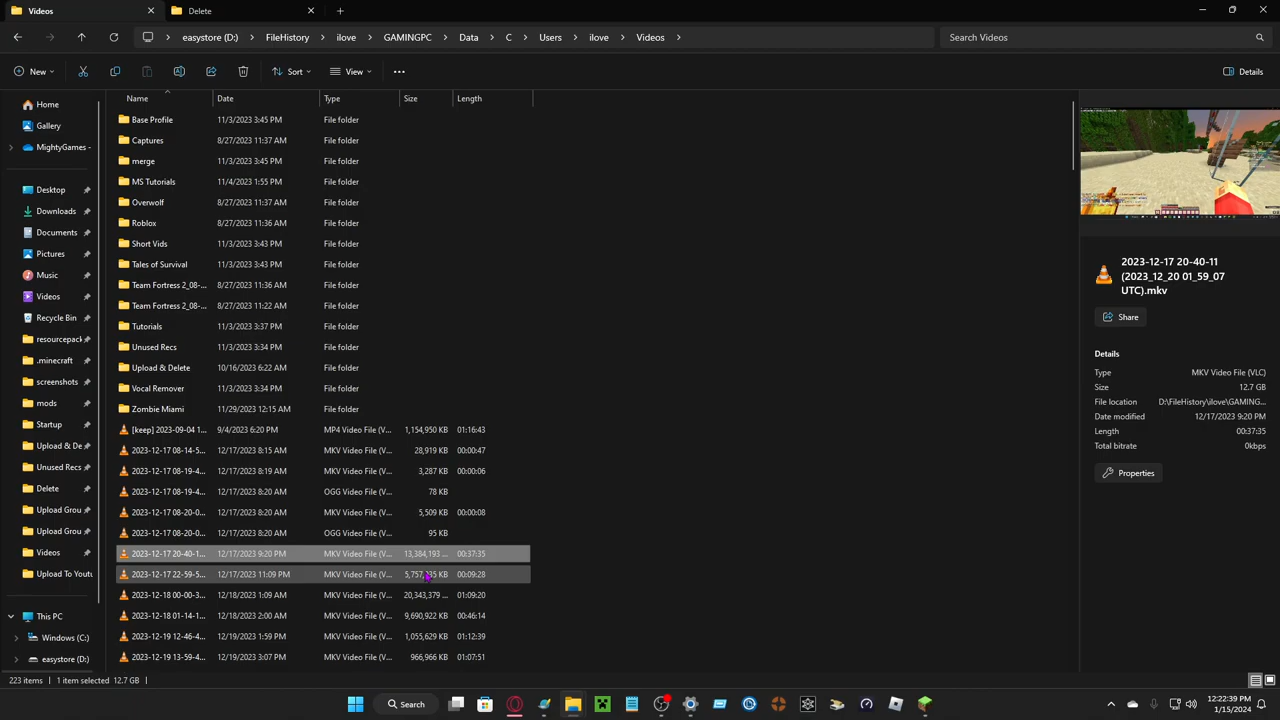 Videos
Delete
easystore (D:) > FileHistory > ilove > GAMINGPC > Data > C > Users > ilove > Videos >
Search Videos
New
Sort
View
Details
Name Date Type Size Length
Home
Gallery
MightyGames -
Desktop
Downloads
Documents
Pictures
Music
Videos
Recycle Bin
resourcepack
.minecraft
screenshots
mods
Startup
Upload & De
Unused Recs
Delete
Upload Grou
Upload Grou
Videos
Upload To Youtu
This PC
Windows (C:)
easystore (D:)
Base Profile 11/3/2023 3:45 PM File folder
Captures 8/27/2023 11:37 AM File folder
merge 11/3/2023 3:45 PM File folder
MS Tutorials 11/4/2023 1:55 PM File folder
Overwolf 8/27/2023 11:37 AM File folder
Roblox 8/27/2023 11:37 AM File folder
Short Vids 11/3/2023 3:43 PM File folder
Tales of Survival 11/3/2023 3:43 PM File folder
Team Fortress 2_08-... 8/27/2023 11:36 AM File folder
Team Fortress 2_08-... 8/27/2023 11:22 AM File folder
Tutorials 11/3/2023 3:37 PM File folder
Unused Recs 11/3/2023 3:34 PM File folder
Upload & Delete 10/16/2023 6:22 AM File folder
Vocal Remover 11/3/2023 3:34 PM File folder
Zombie Miami 11/29/2023 12:15 AM File folder
[keep] 2023-09-04 1... 9/4/2023 6:20 PM MP4 Video File (V... 1,154,950 KB 01:16:43
2023-12-17 08-14-5... 12/17/2023 8:15 AM MKV Video File (V... 28,919 KB 00:00:47
2023-12-17 08-19-4... 12/17/2023 8:19 AM MKV Video File (V... 3,287 KB 00:00:06
2023-12-17 08-19-4... 12/17/2023 8:20 AM OGG Video File (V... 78 KB
2023-12-17 08-20-0... 12/17/2023 8:20 AM MKV Video File (V... 5,509 KB 00:00:08
2023-12-17 08-20-0... 12/17/2023 8:20 AM OGG Video File (V... 95 KB
2023-12-17 20-40-1... 12/17/2023 9:20 PM MKV Video File (V... 13,384,193 ... 00:37:35
2023-12-17 22-59-5... 12/17/2023 11:09 PM MKV Video File (V... KB 00:09:28
2023-12-18 00-00-3... 12/18/2023 1:09 AM MKV Video File (V... 20,343,379 ... 01:09:20
2023-12-18 01-14-1... 12/18/2023 2:00 AM MKV Video File (V... 9,690,922 KB 00:46:14
2023-12-19 12-46-4... 12/19/2023 1:59 PM MKV Video File (V... 1,055,629 KB 01:12:39
2023-12-19 13-59-4... 12/19/2023 3:07 PM MKV Video File (V... 966,966 KB 01:07:51
2023-12-17 20-40-11
(2023_12_20 01_59_07
UTC).mkv
Share
Details
Type MKV Video File (VLC)
Size 12.7 GB
File location D:\FileHistory\ilove\GAMING...
Date modified 12/17/2023 9:20 PM
Length 00:37:35
Total bitrate 0kbps
Properties
223 items 1 item selected 12.7 GB
Search
12:22:39 PM
1/15/2024